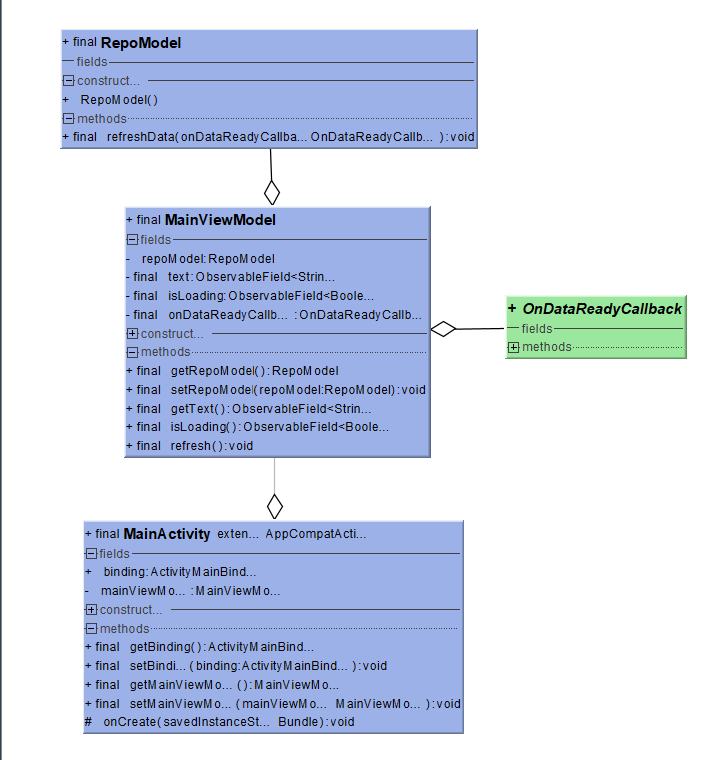 + final RepoModel
fields
construct...
+ RepoModel()
methods
+ final refreshData(onDataReadyCallba... OnDataReadyCallb... ):void
+ final MainViewModel
fields
- repoModel:RepoModel
- final text:ObservableField<Strin...
- final isLoading:ObservableField<Boole...
- final onDataReadyCallb... :OnDataReadyCallb...
construct...
methods
+ final getRepoModel():RepoModel
+ final setRepoModel(repoModel:RepoModel):void
+ final getText():ObservableField<Strin...
+ final isLoading():ObservableField<Boole...
+ final refresh():void
+ OnDataReadyCallback
fields
methods
+ final MainActivity exten... AppCompatActi...
fields
+ binding:ActivityMainBind...
- mainViewMo... :MainViewMo...
construct...
methods
+ final getBinding():ActivityMainBind...
+ final setBindi... (binding:ActivityMainBind... ):void
+ final getMainViewMo... ():MainViewMo...
+ final setMainViewMo... (mainViewMo... MainViewMo... ):void
# onCreate(savedInstanceSt... Bundle):void